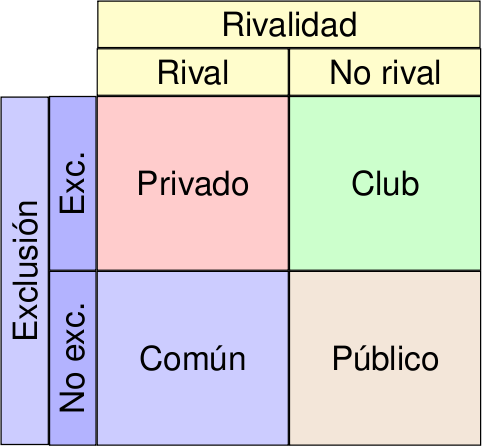 Rivalidad
Rival
No rival
Exclusión
Exc.
Privado
Club
No exc.
Común
Público